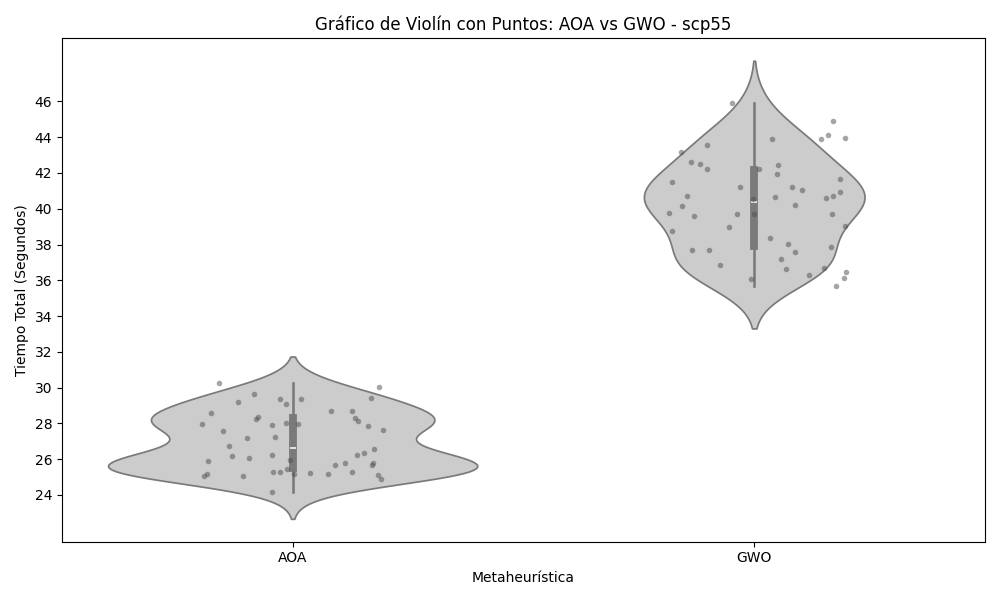 Gráfico de Violín con Puntos: AOA vs GWO - scp55
Tiempo Total (Segundos)
46
44
42
40
38
36
34
32
30
28
26
24
AOA
GWO
Metaheurística